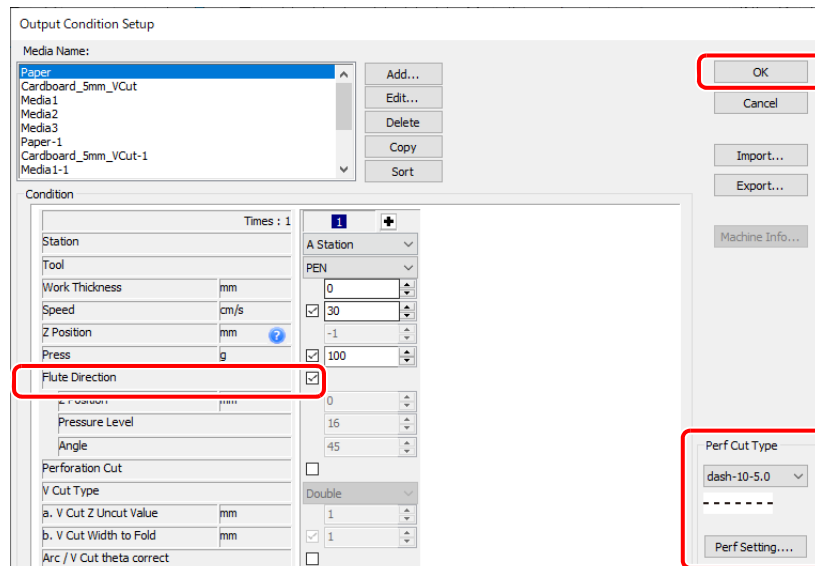 Output Condition Setup
Media Name:
Paper
Cardboard_5mm_VCut
Media1
Media2
Media3
Paper-1
Cardboard_5mm_VCut-1
Media1-1
Add...
Edit...
Delete
Copy
Sort
OK
Cancel
Import...
Export...
Machine Info...
Condition
Times : 1 1
Station A Station
Tool PEN
Work Thickness mm 0
Speed cm/s 30
Z Position mm ? -1
Press g 100
Flute Direction
Z Position mm 0
Pressure Level 16
Angle 45
Perforation Cut
V Cut Type Double
a. V Cut Z Uncut Value mm 1
b. V Cut Width to Fold mm 1
Arc / V Cut theta correct
Perf Cut Type
dash-10-5.0
Perf Setting....